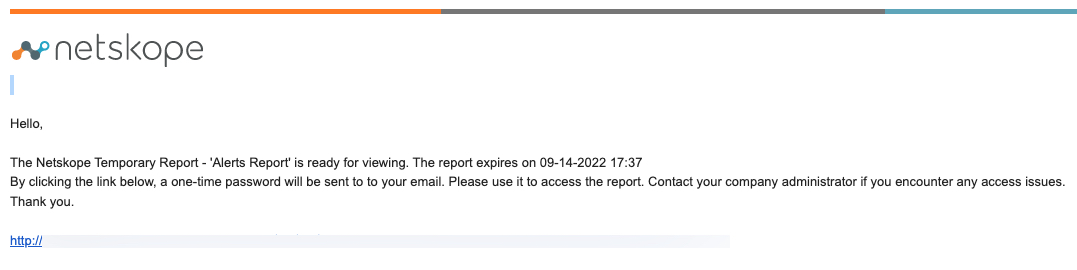 netskope
Hello,
The Netskope Temporary Report - 'Alerts Report' is ready for viewing. The report expires on 09-14-2022 17:37
By clicking the link below, a one-time password will be sent to to your email. Please use it to access the report. Contact your company administrator if you encounter any access issues.
Thank you.
http://